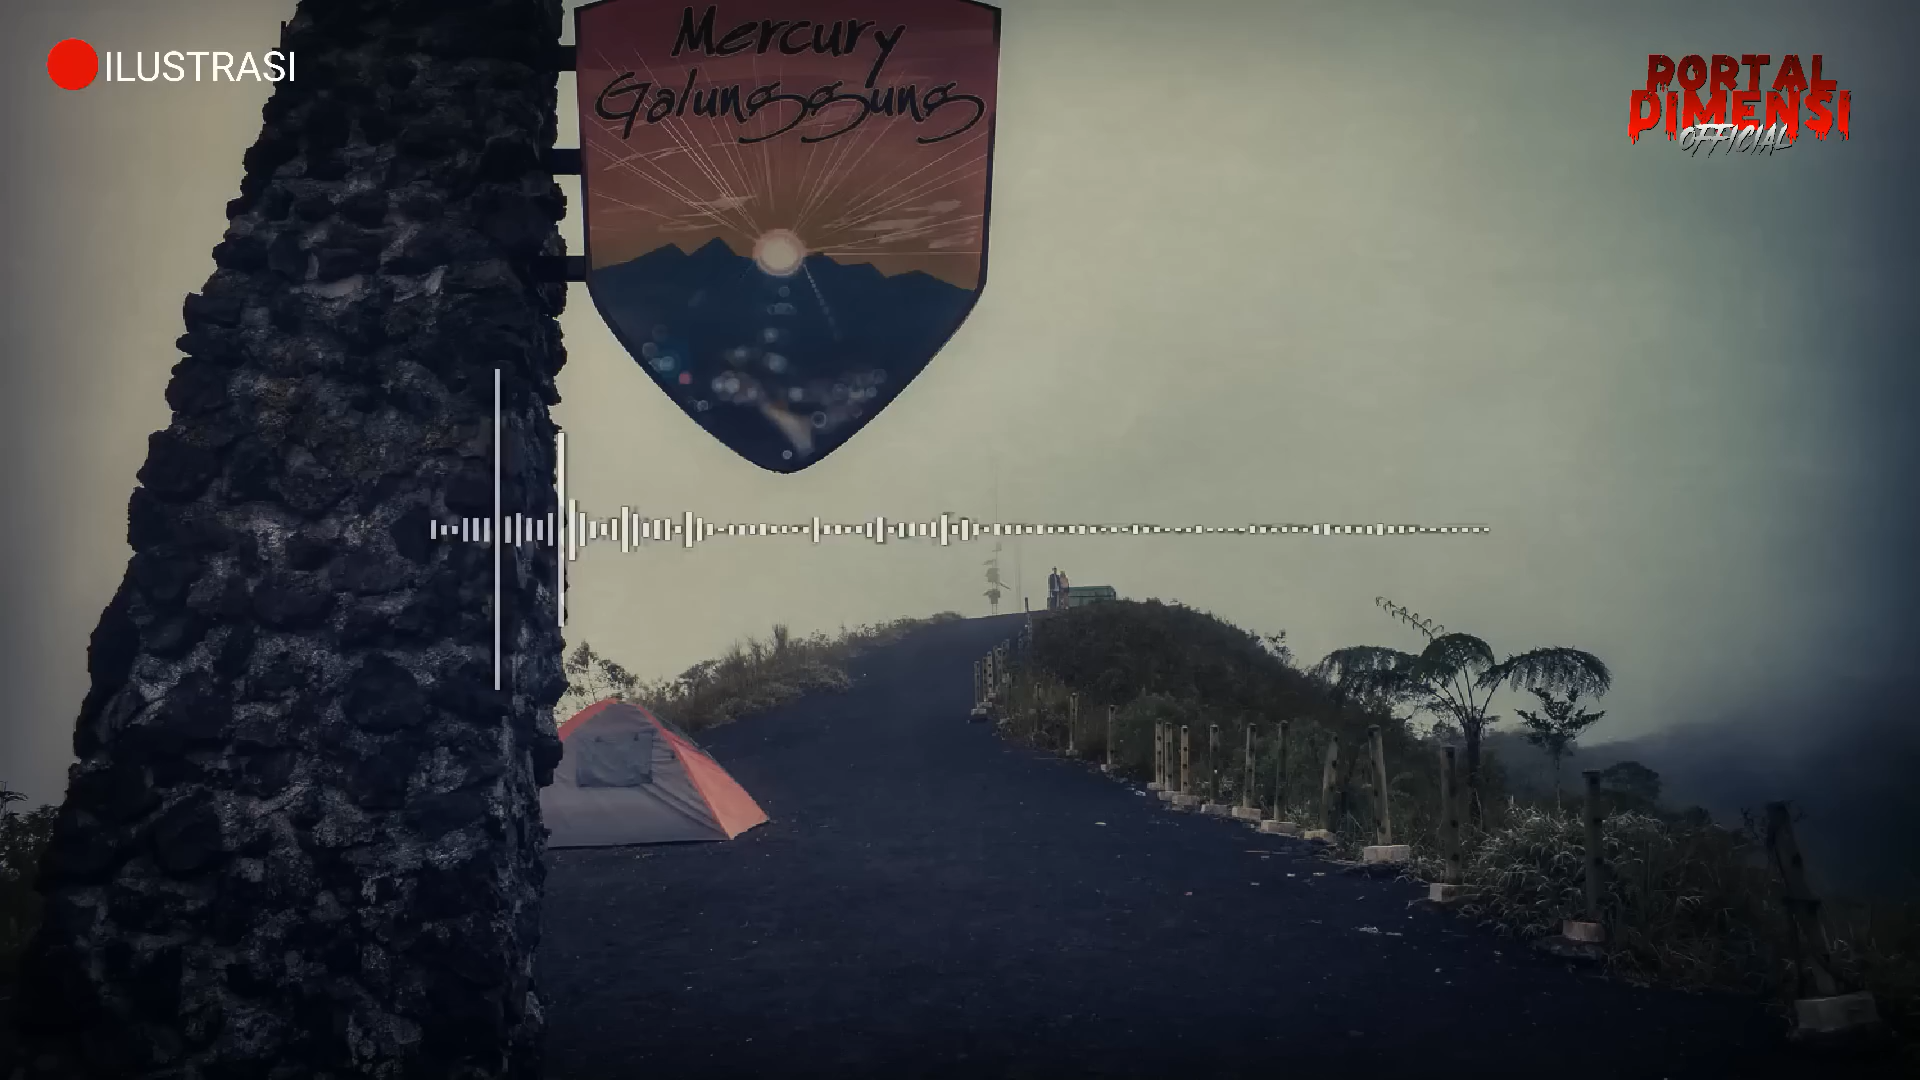 ILUSTRASI
Mercury
Galunggung
PORTAL
DIMENSI
OFFICIAL